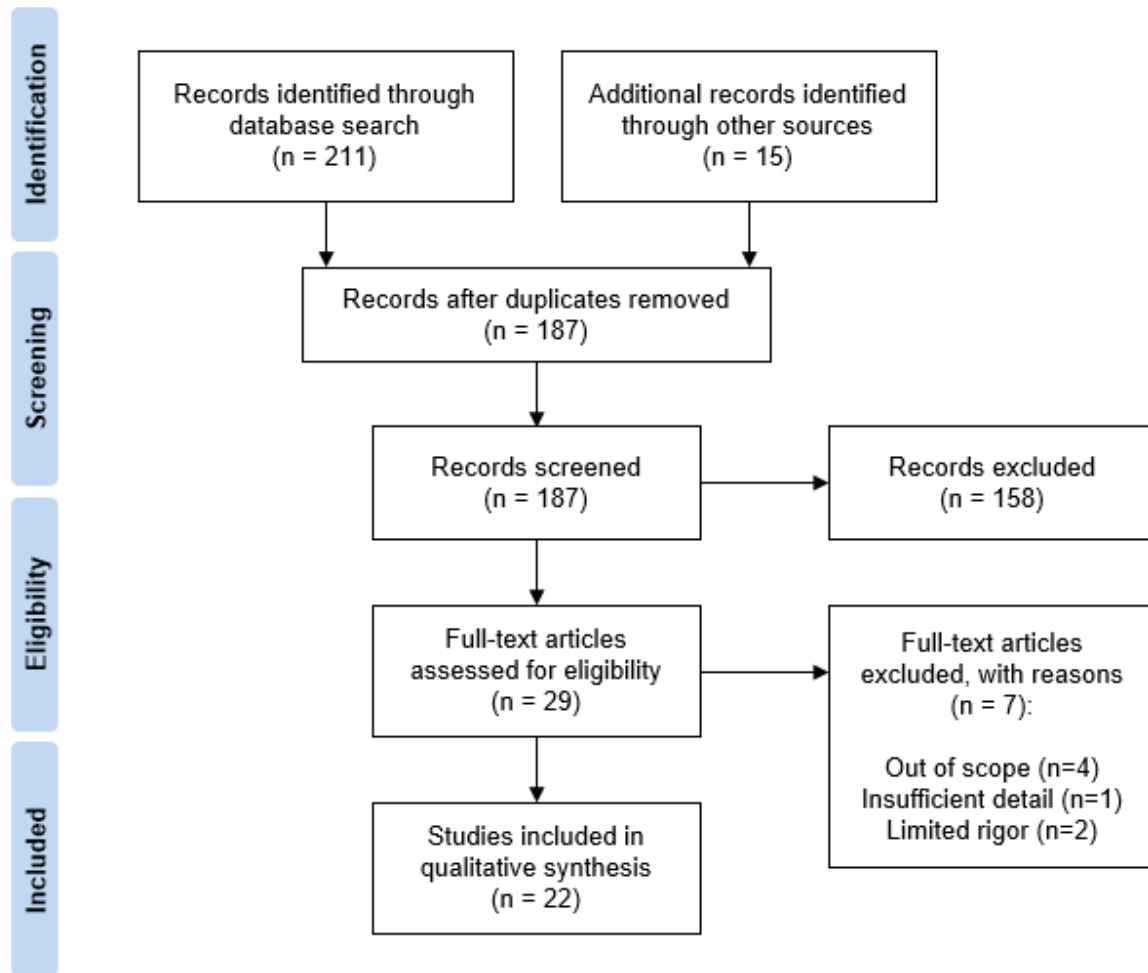 Identification
Records identified through
database search
(n = 211)
Additional records identified
through other sources
(n = 15)
Screening
Records after duplicates removed
(n = 187)
Records screened
(n = 187)
Records excluded
(n = 158)
Eligibility
Full-text articles
assessed for eligibility
(n = 29)
Full-text articles
excluded, with reasons
(n = 7):
Out of scope (n=4)
Insufficient detail (n=1)
Limited rigor (n=2)
Included
Studies included in
qualitative synthesis
(n = 22)